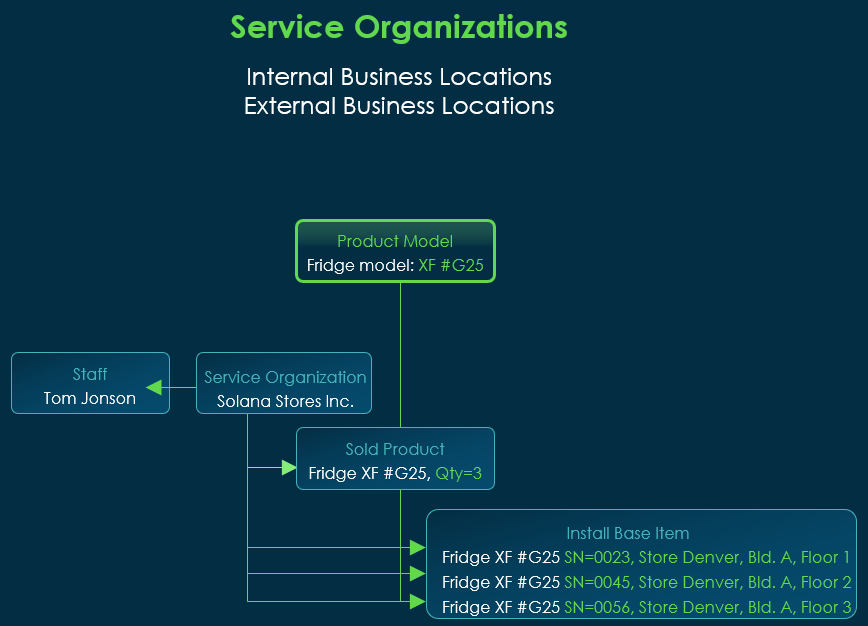 Service Organizations
Internal Business Locations
External Business Locations
Product Model
Fridge model: XF #G25
Staff
Tom Jonson
Service Organization
Solana Stores Inc.
Sold Product
Fridge XF #G25, Qty=3
Install Base Item
Fridge XF #G25 SN=0023, Store Denver, Bld. A, Floor 1
Fridge XF #G25 SN=0045, Store Denver, Bld. A, Floor 2
Fridge XF #G25 SN=0056, Store Denver, Bld. A, Floor 3